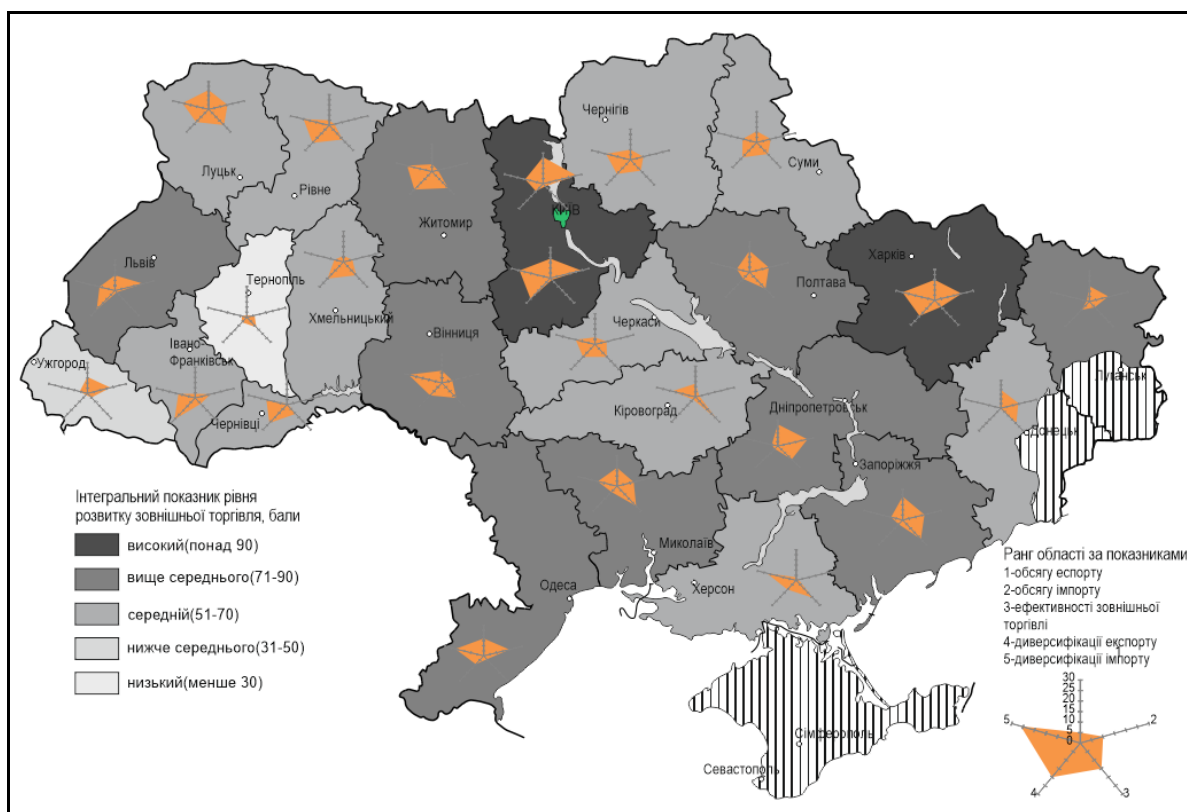 Чернігів
Суми
Луцьк
Рівне
КИЇВ
Житомир
Харків
Львів
Тернопіль
Полтава
Хмельницький
Черкаси
Вінниця
Івано-
Франківськ
Ужгород
Луганськ
Чернівці
Кіровоград
Дніпропетровськ
Донецьк
Запоріжжя
Миколаїв
Одеса
Херсон
Сімферополь
Севастополь
Інтегральний показник рівня
розвитку зовнішньої торгівля, бали
високий(понад 90)
вище середнього(71-90)
середній(51-70)
нижче середнього(31-50)
низький(менше 30)
Ранг області за показниками
1-обсягу еспорту
2-обсягу імпорту
3-ефективності зовнішньої
торгівлі
4-диверсифікації експорту
5-диверсифікації імпорту
30
25
20
15
10
5
0
5
2
4
3